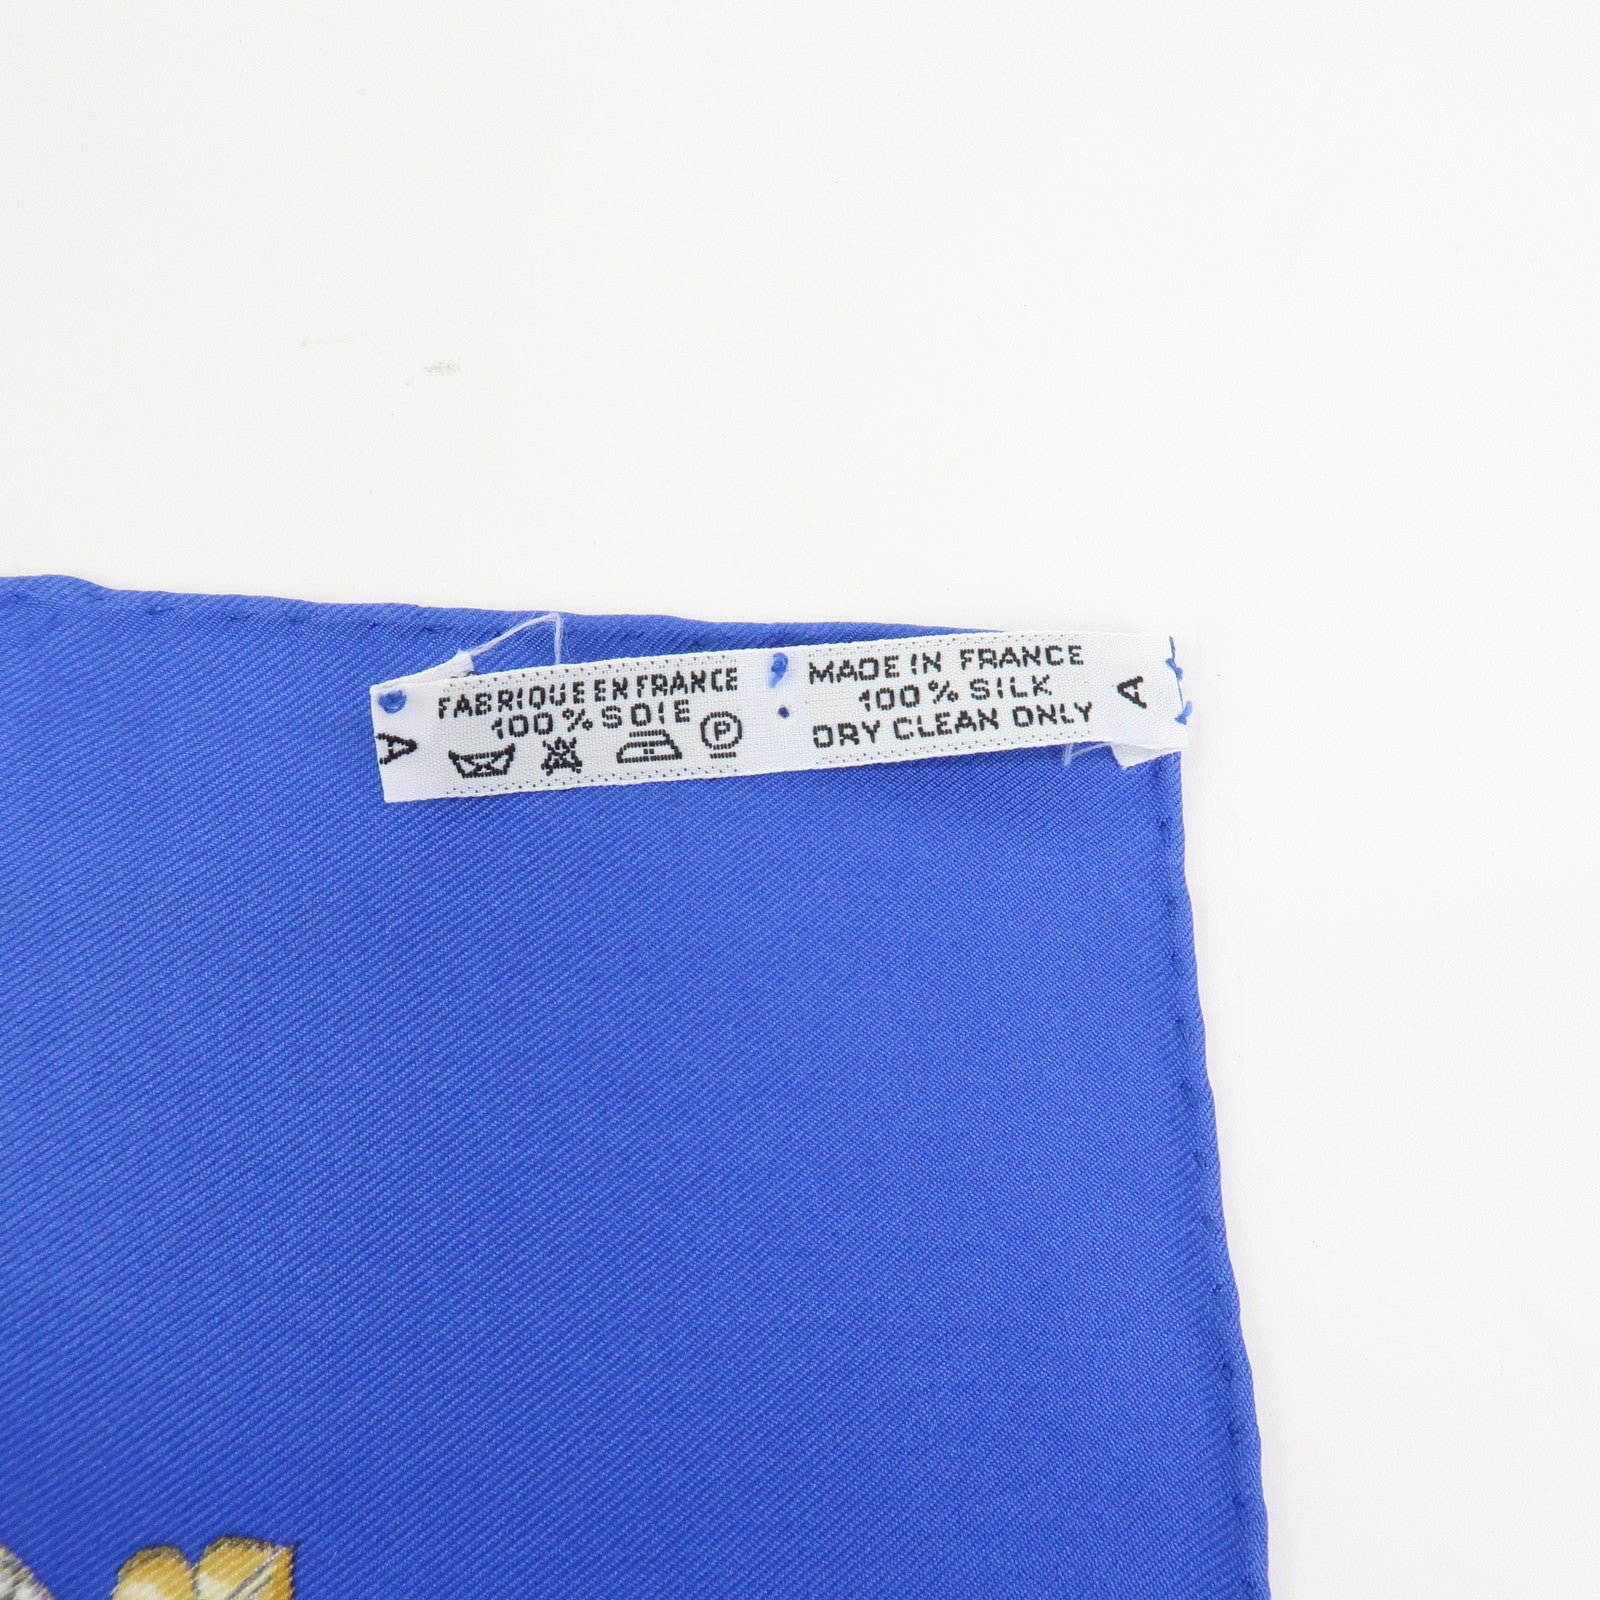 FABRIQUE EN FRANCE
100% SOIE
P
A
MADE IN FRANCE
100% SILK
DRY CLEAN ONLY
A